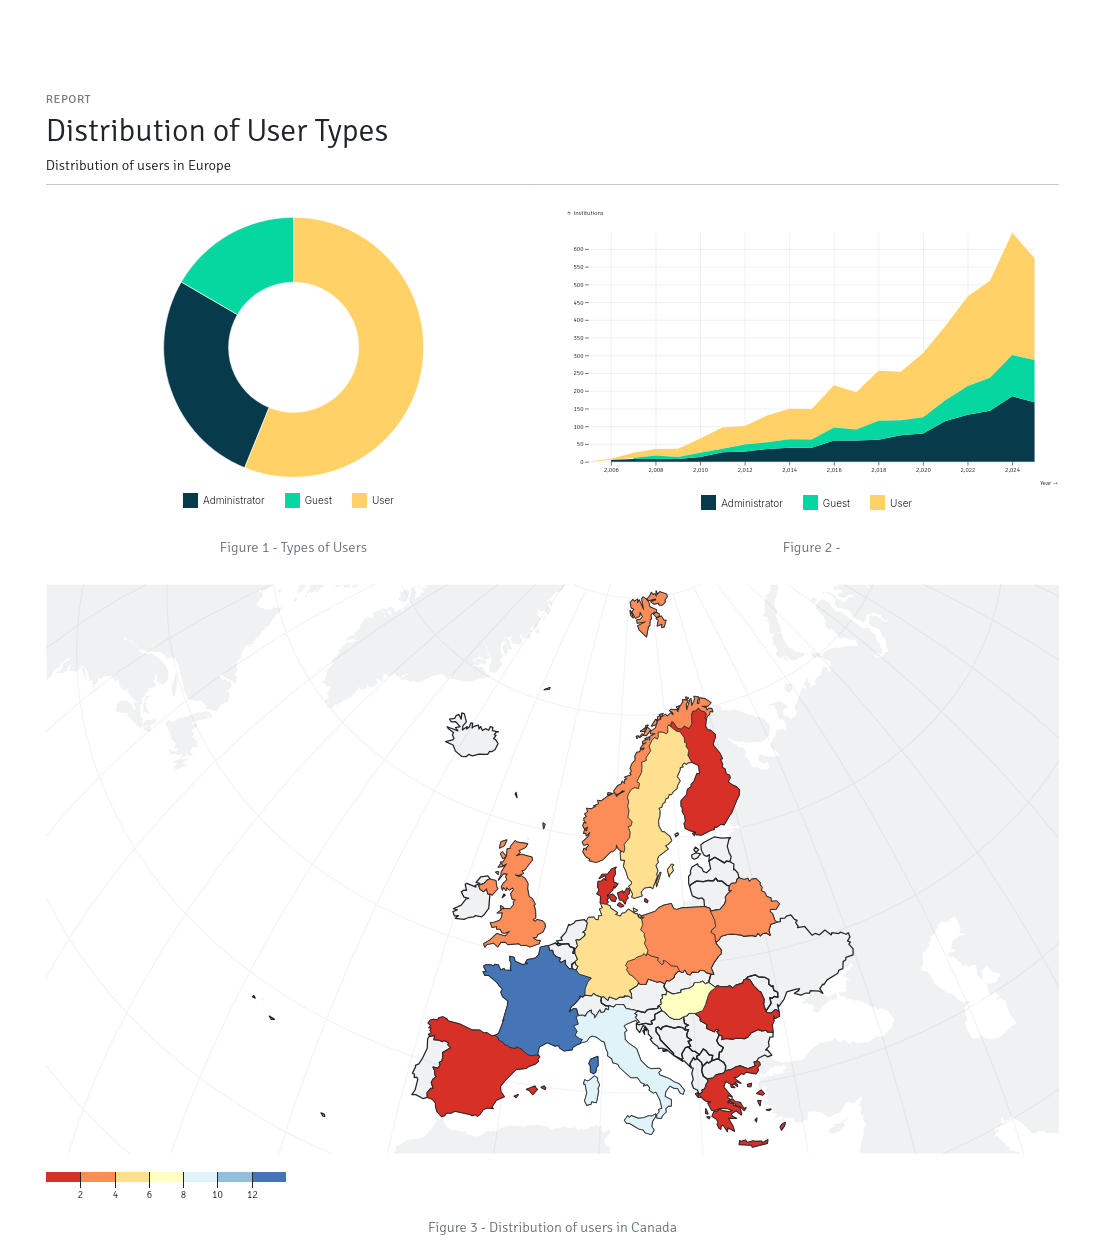 REPORT
Distribution of User Types
Distribution of users in Europe
Administrator Guest User
Figure 1 - Types of Users
↑ Institutions
600
550
500
450
400
350
300
250
200
150
100
50
0
2,006 2,008 2,010 2,012 2,014 2,016 2,018 2,020 2,022 2,024
Year →
Administrator Guest User
Figure 2 -
2 4 6 8 10 12
Figure 3 - Distribution of users in Canada